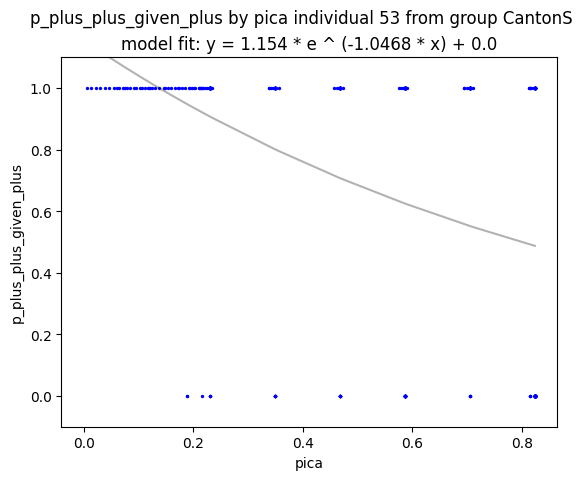 p_plus_plus_given_plus by pica individual 53 from group CantonS
model fit: y = 1.154 * e ^ (-1.0468 * x) + 0.0
p_plus_plus_given_plus
1.0
0.8
0.6
0.4
0.2
0.0
0.0 0.2 0.4 0.6 0.8
pica